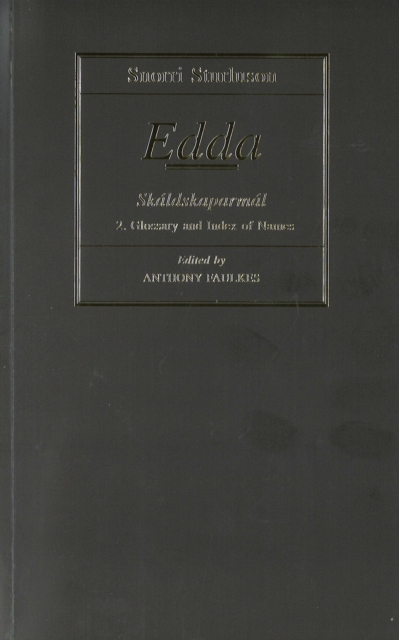 Snorri Sturluson
Edda
Skáldskaparmál
2. Glossary and Index of Names
Edited by
ANTHONY FAULKES